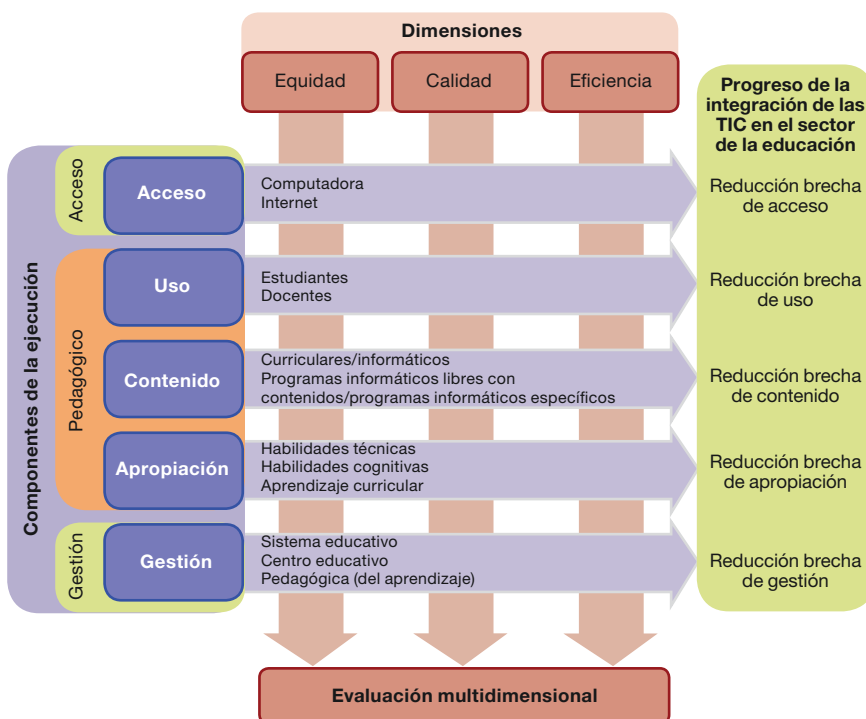 Dimensiones
Equidad
Calidad
Eficiencia
Progreso de la
integración de las
TIC en el sector
de la educación
Componentes de la ejecución
Acceso
Acceso
Computadora
Internet
Reducción brecha
de acceso
Pedagógico
Uso
Estudiantes
Docentes
Reducción brecha
de uso
Contenido
Curriculares/informáticos
Programas informáticos libres con
contenidos/programas informáticos específicos
Reducción brecha
de contenido
Apropiación
Habilidades técnicas
Habilidades cognitivas
Aprendizaje curricular
Reducción brecha
de apropiación
Gestión
Gestión
Sistema educativo
Centro educativo
Pedagógica (del aprendizaje)
Reducción brecha
de gestión
Evaluación multidimensional